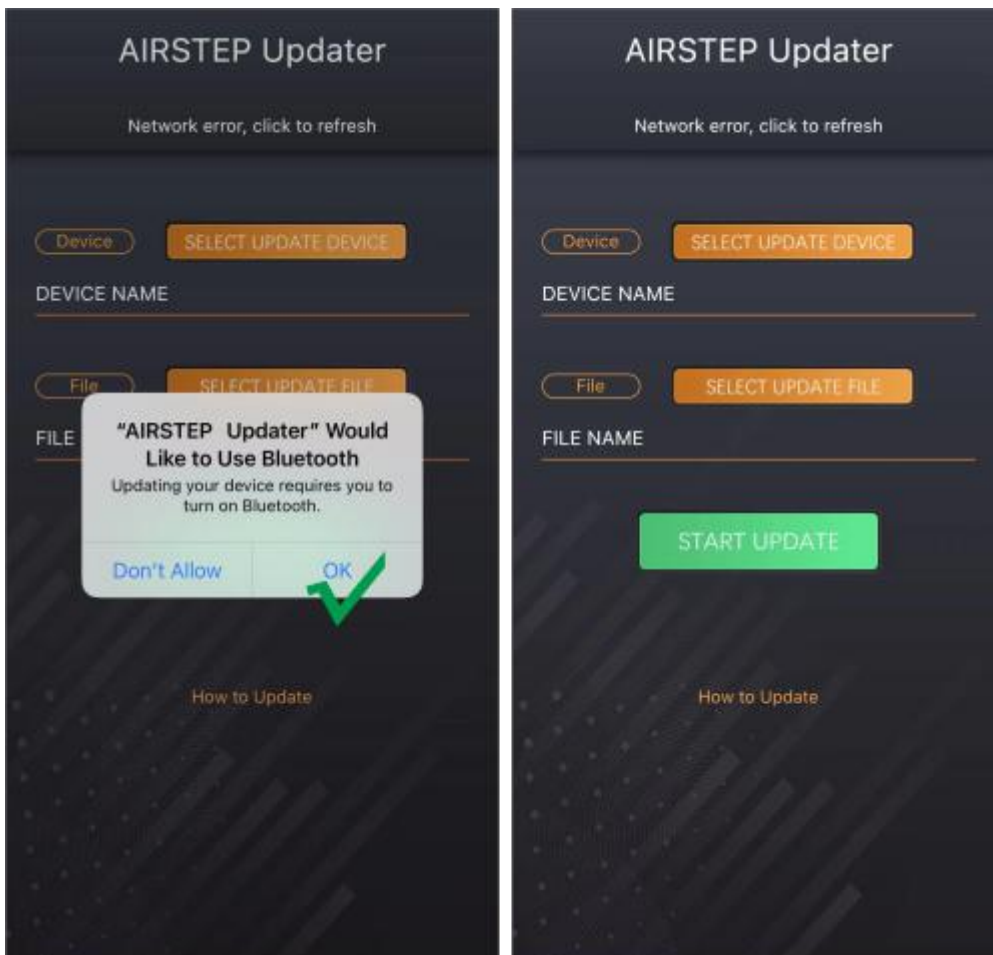 AIRSTEP Updater
Network error, click to refresh
Device
SELECT UPDATE DEVICE
DEVICE NAME
File
SELECT UPDATE FILE
FILE
"AIRSTEP Updater" Would
Like to Use Bluetooth
Updating your device requires you to
turn on Bluetooth.
Don't Allow
OK
How to Update
AIRSTEP Updater
Network error, click to refresh
Device
SELECT UPDATE DEVICE
DEVICE NAME
File
SELECT UPDATE FILE
FILE NAME
START UPDATE
How to Update